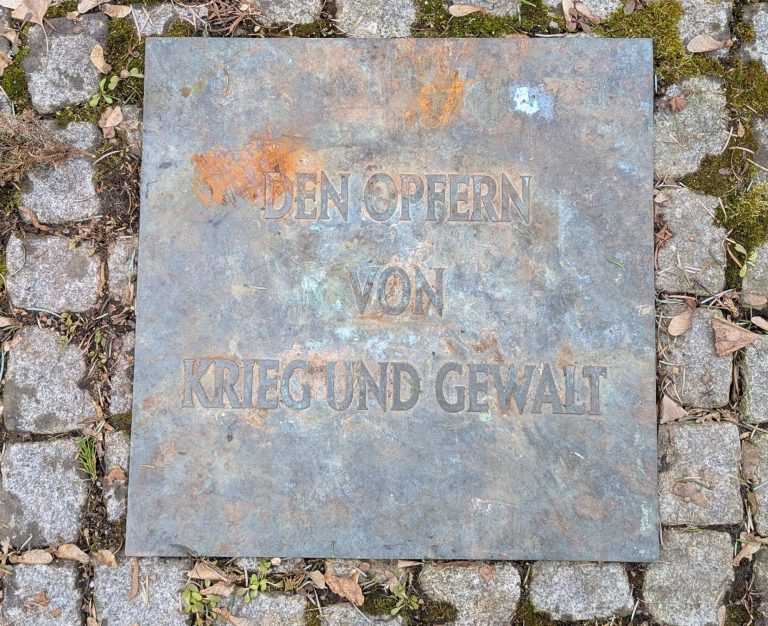 DEN OPFERN
VON
KRIEG UND GEWALT